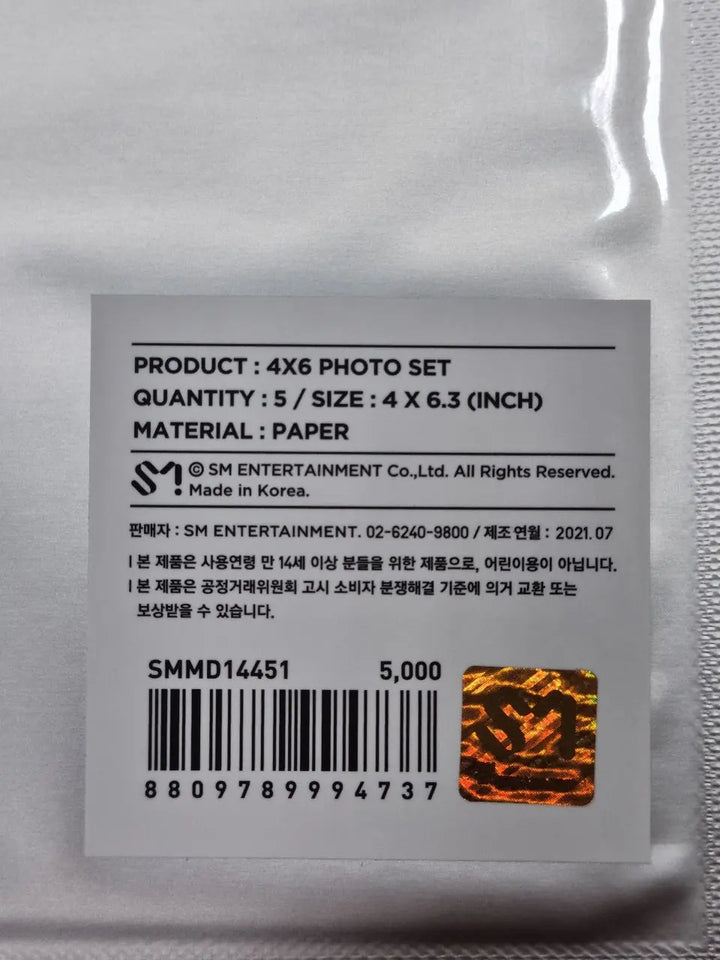 PRODUCT : 4X6 PHOTO SET
QUANTITY : 5 / SIZE : 4 X 6.3 (INCH)
MATERIAL : PAPER
SM © SM ENTERTAINMENT Co.,Ltd. All Rights Reserved.
Made in Korea.
판매자 : SM ENTERTAINMENT. 02-6240-9800 / 제조연월 : 2021.07
l 본 제품은 사용연령 만 14세 이상 분들을 위한 제품으로, 어린이용이 아닙니다.
l 본 제품은 공정거래위원회 고시 소비자 분쟁해결 기준에 의거 교환 또는
보상받을 수 있습니다.
SMMD14451 5,000
SM
8809789994737